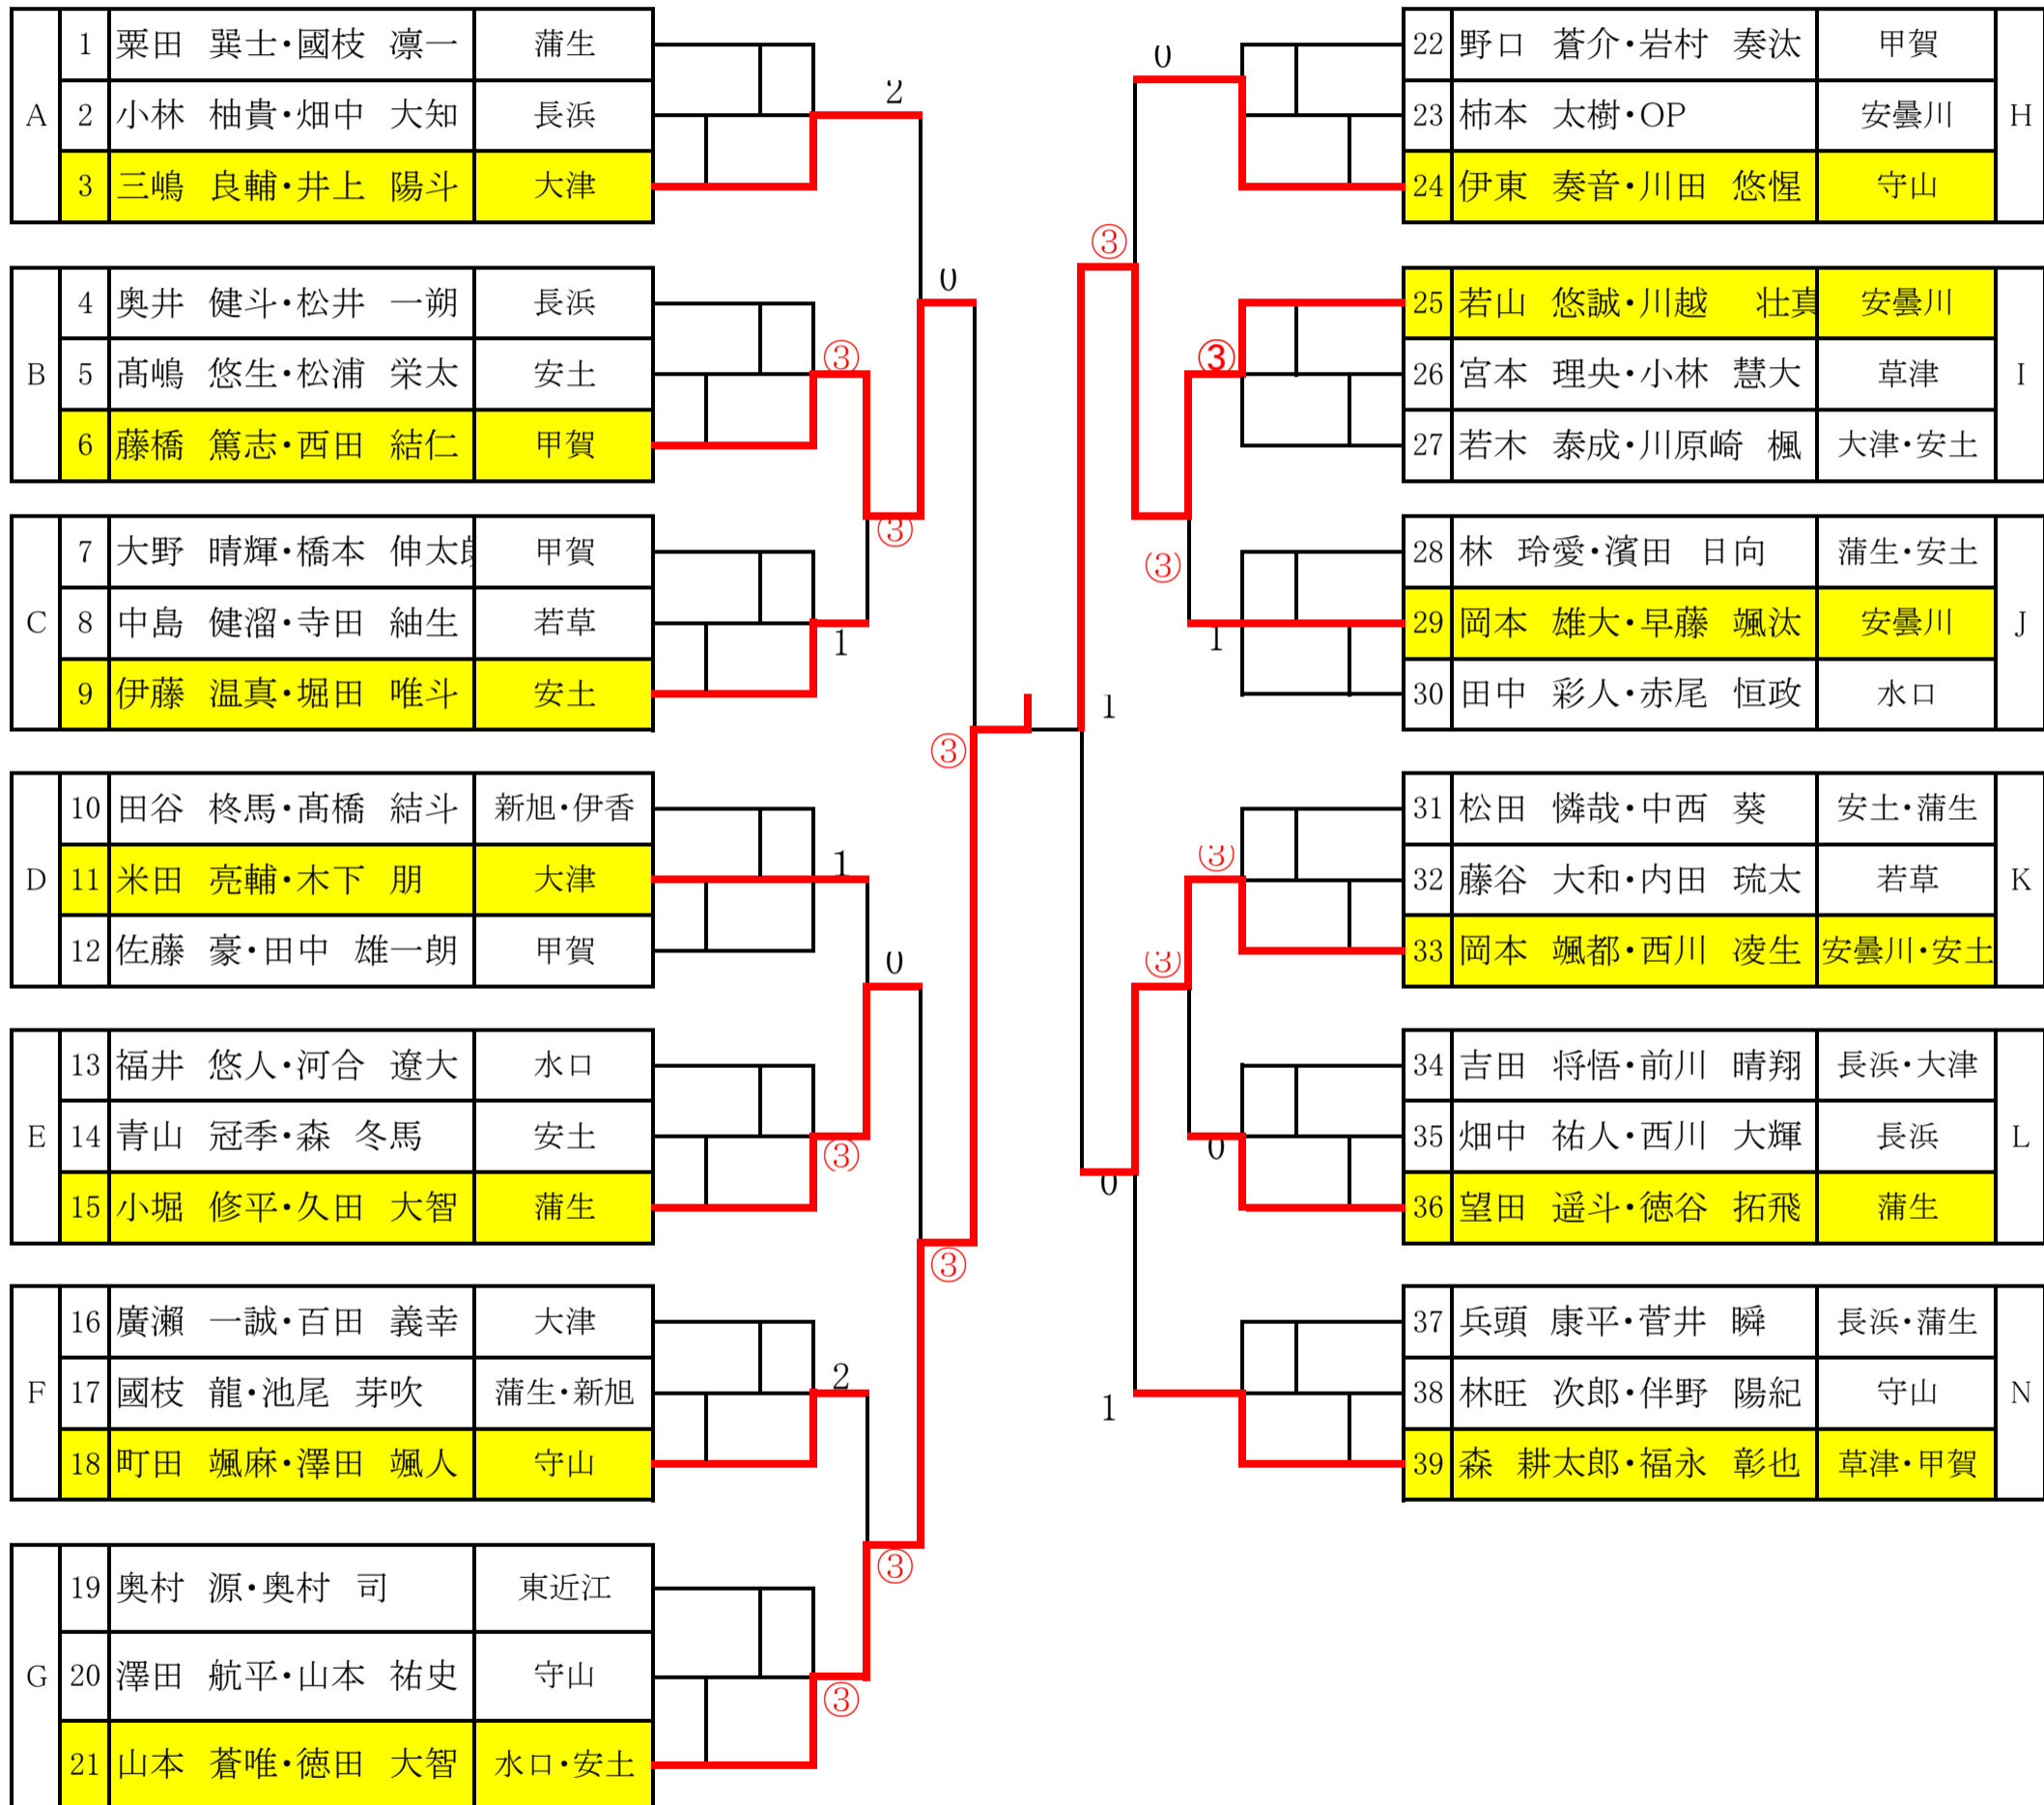 A
1 粟田 巽士・國枝 凛一 蒲生
2 小林 柚貴・畑中 大知 長浜
3 三嶋 良輔・井上 陽斗 大津
B
4 奥井 健斗・松井 一朔 長浜
5 髙嶋 悠生・松浦 栄太 安土
6 藤橋 篤志・西田 結仁 甲賀
C
7 大野 晴輝・橋本 伸太 甲賀
8 中島 健溜・寺田 紬生 若草
9 伊藤 温真・堀田 唯斗 安土
D
10 田谷 柊馬・髙橋 結斗 新旭・伊香
11 米田 亮輔・木下 朋 大津
12 佐藤 豪・田中 雄一朗 甲賀
E
13 福井 悠人・河合 遼大 水口
14 青山 冠季・森 冬馬 安土
15 小堀 修平・久田 大智 蒲生
F
16 廣瀬 一誠・百田 義幸 大津
17 國枝 龍・池尾 芽吹 蒲生・新旭
18 町田 颯麻・澤田 颯人 守山
G
19 奥村 源・奥村 司 東近江
20 澤田 航平・山本 祐史 守山
21 山本 蒼唯・徳田 大智 水口・安土
2
③
1
③
0
1
③
0
2
③
③
③
③
0
③
③
1
③
1
③
③
0
0
1
22 野口 蒼介・岩村 奏汰 甲賀
23 柿本 太樹・OP 安曇川
24 伊東 奏音・川田 悠惺 守山
H
25 若山 悠誠・川越 壮真 安曇川
26 宮本 理央・小林 慧大 草津
27 若木 泰成・川原崎 楓 大津・安土
I
28 林 玲愛・濱田 日向 蒲生・安土
29 岡本 雄大・早藤 颯汰 安曇川
30 田中 彩人・赤尾 恒政 水口
J
31 松田 憐哉・中西 葵 安土・蒲生
32 藤谷 大和・内田 琉太 若草
33 岡本 颯都・西川 凌生 安曇川・安土
K
34 吉田 将悟・前川 晴翔 長浜・大津
35 畑中 祐人・西川 大輝 長浜
36 望田 遥斗・徳谷 拓飛 蒲生
L
37 兵頭 康平・菅井 瞬 長浜・蒲生
38 林旺 次郎・伴野 陽紀 守山
39 森 耕太郎・福永 彰也 草津・甲賀
N